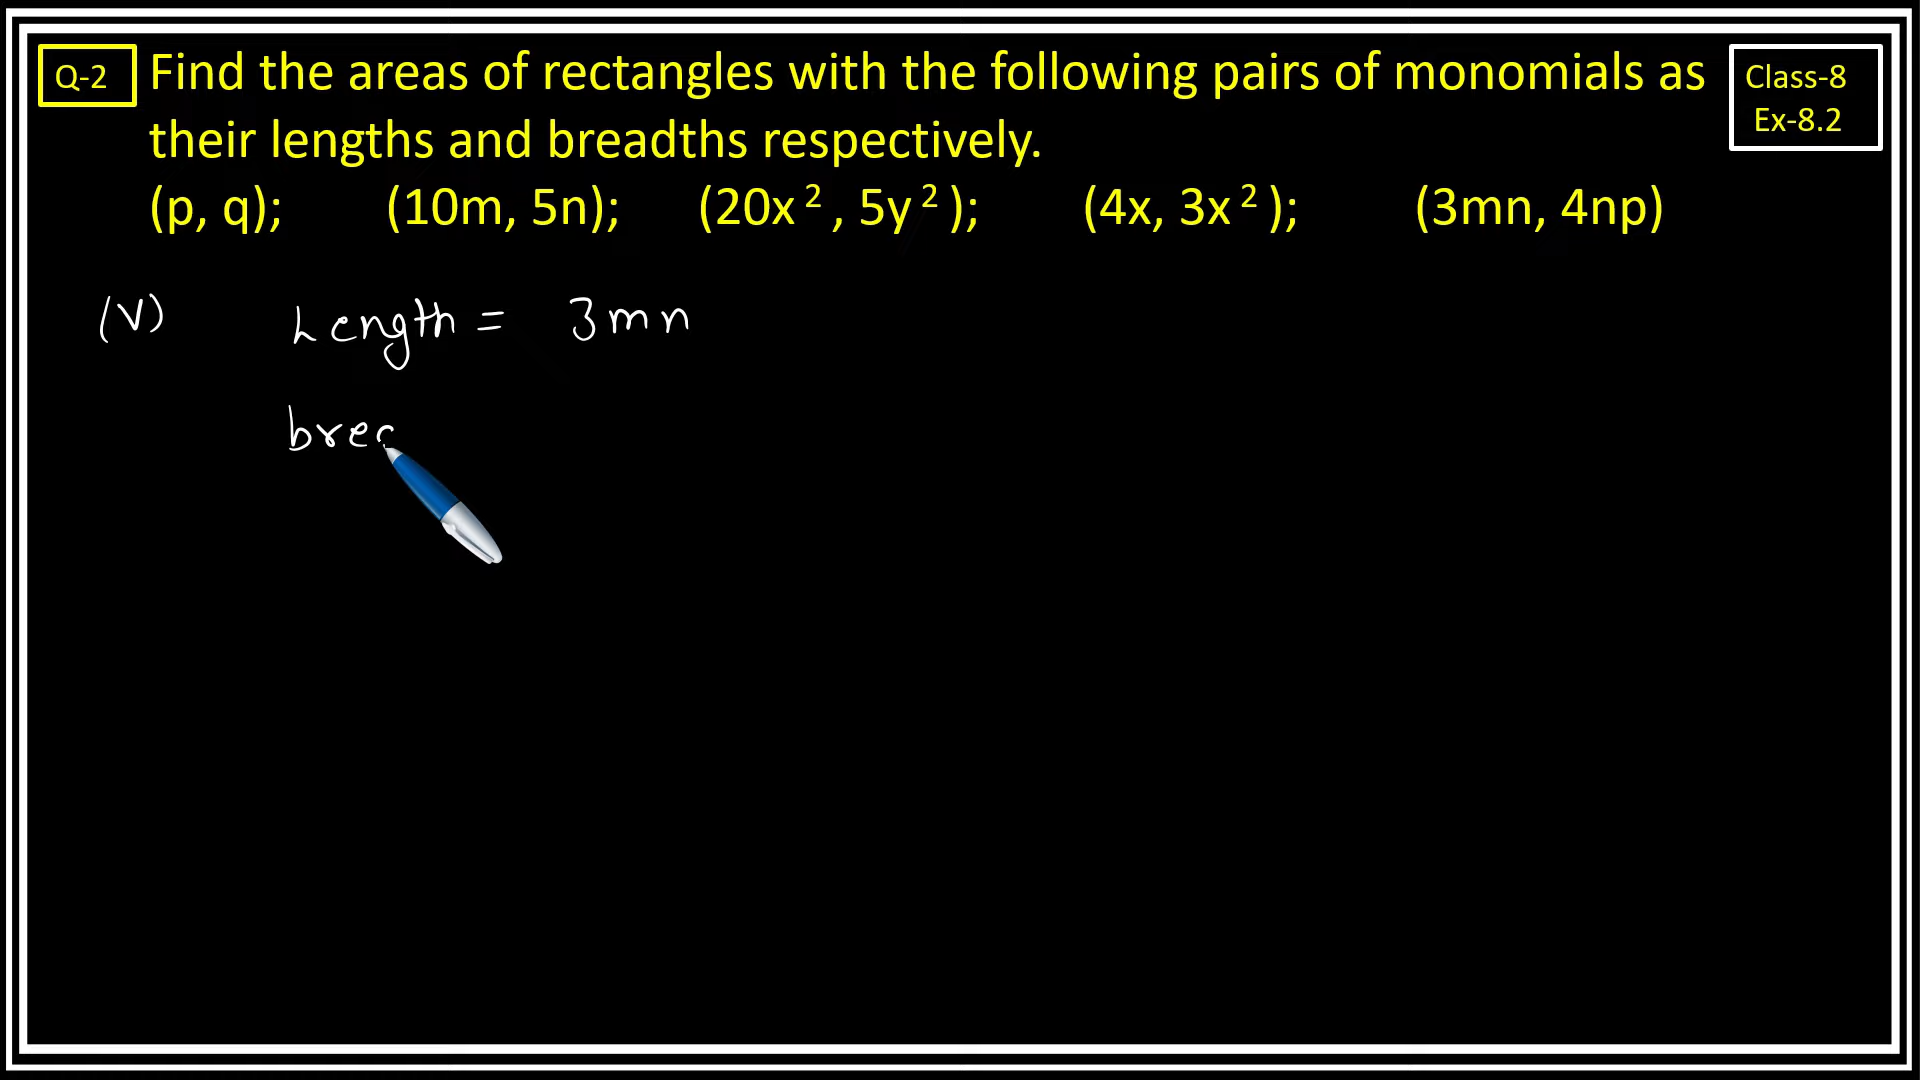 Q-2 Find the areas of rectangles with the following pairs of monomials as
Class-8
Ex-8.2
their lengths and breadths respectively.
(p, q); (10m, 5n); (20x², 5y²); (4x, 3x²); (3mn, 4np)
(V) Length = 3mn